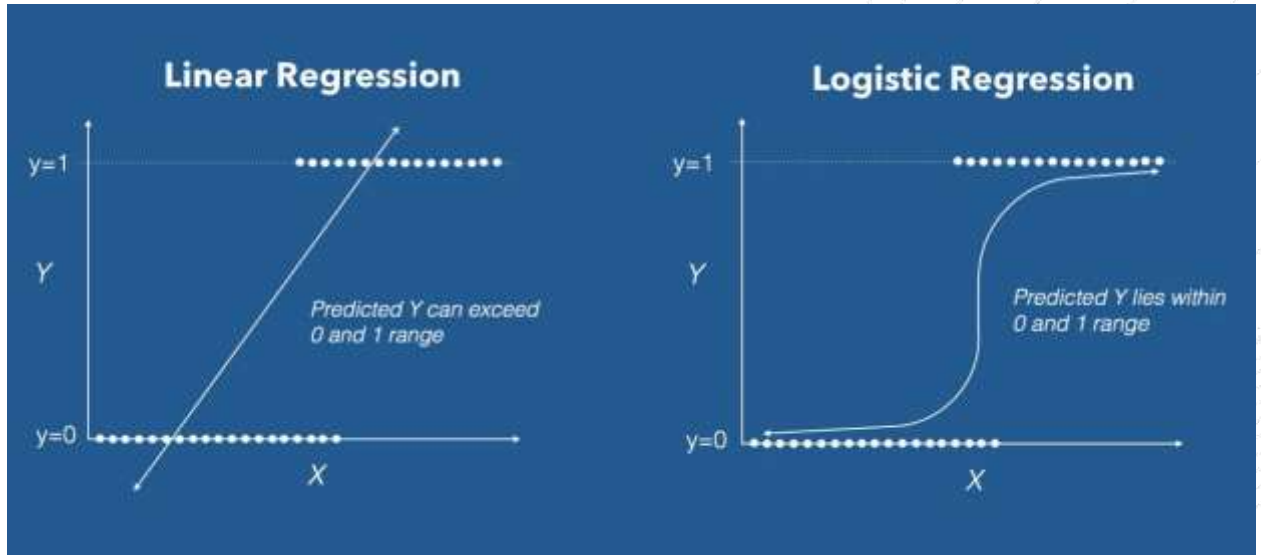 Linear Regression
y=1
Y
Predicted Y can exceed
0 and 1 range
y=0
X
Logistic Regression
y=1
Y
Predicted Y lies within
0 and 1 range
y=0
X